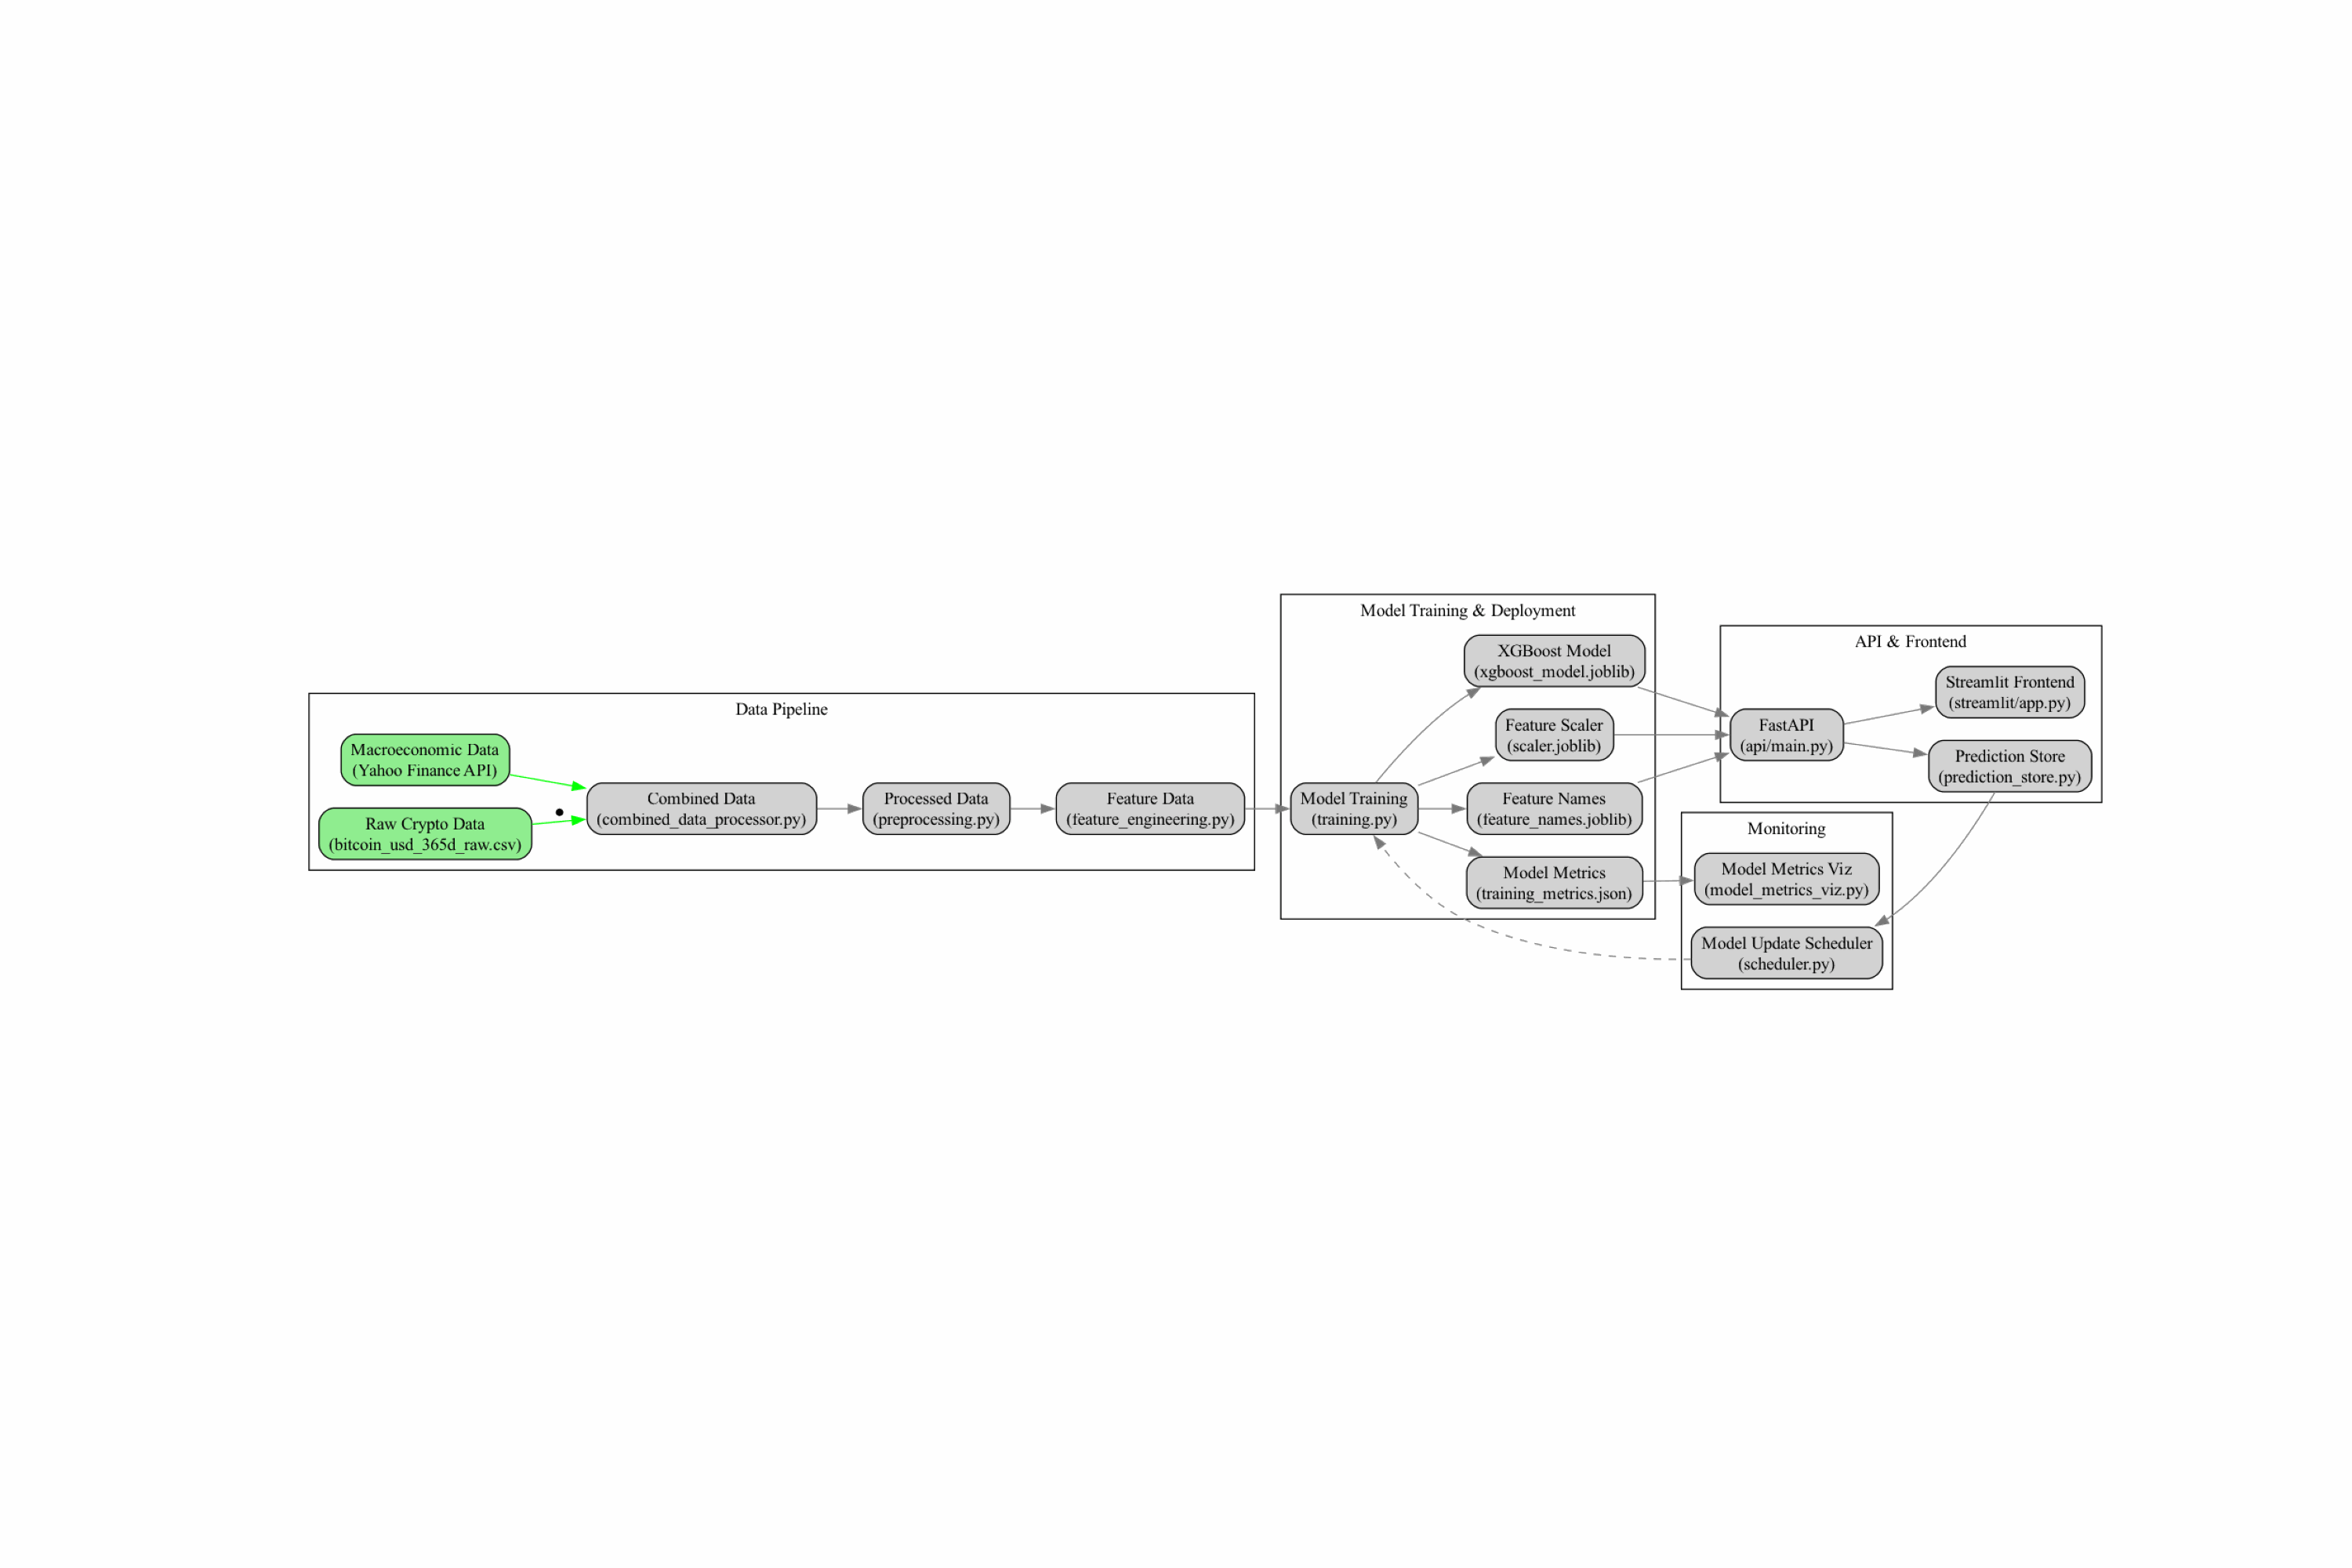 Data Pipeline
Macroeconomic Data
(Yahoo Finance API)
Raw Crypto Data
(bitcoin_usd_365d_raw.csv)
Combined Data
(combined_data_processor.py)
Processed Data
(preprocessing.py)
Feature Data
(feature_engineering.py)
Model Training & Deployment
Model Training
(training.py)
XGBoost Model
(xgboost_model.joblib)
Feature Scaler
(scaler.joblib)
Feature Names
(feature_names.joblib)
Model Metrics
(training_metrics.json)
API & Frontend
FastAPI
(api/main.py)
Streamlit Frontend
(streamlit/app.py)
Prediction Store
(prediction_store.py)
Monitoring
Model Metrics Viz
(model_metrics_viz.py)
Model Update Scheduler
(scheduler.py)